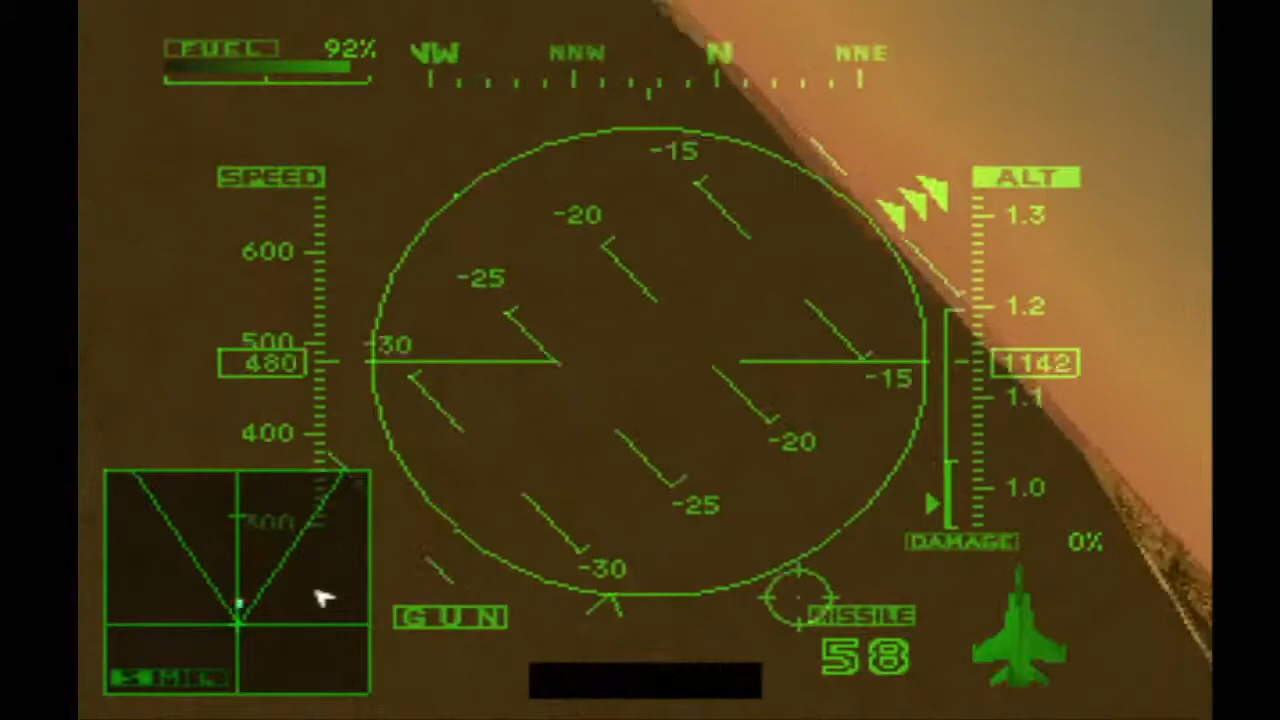 FUEL 92%
NW NNW N NNE
SPEED
600
500
480
400
300
-15
-20
-25
-30
-15
-20
-25
-30
ALT
1.3
1.2
1142
1.1
1.0
DAMAGE 0%
GUN
MISSILE
58